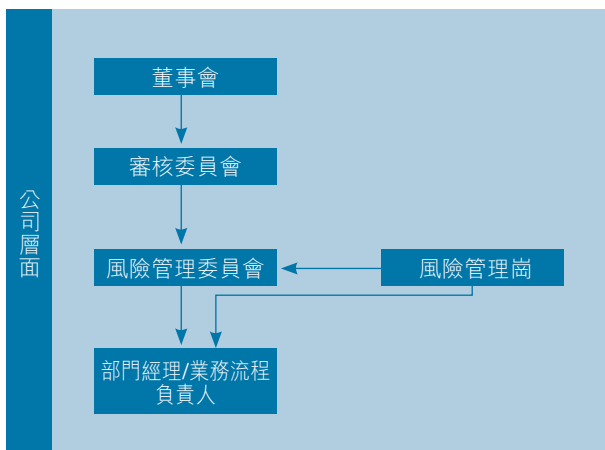 公司層面
董事會
審核委員會
風險管理委員會
風險管理崗
部門經理/業務流程
負責人